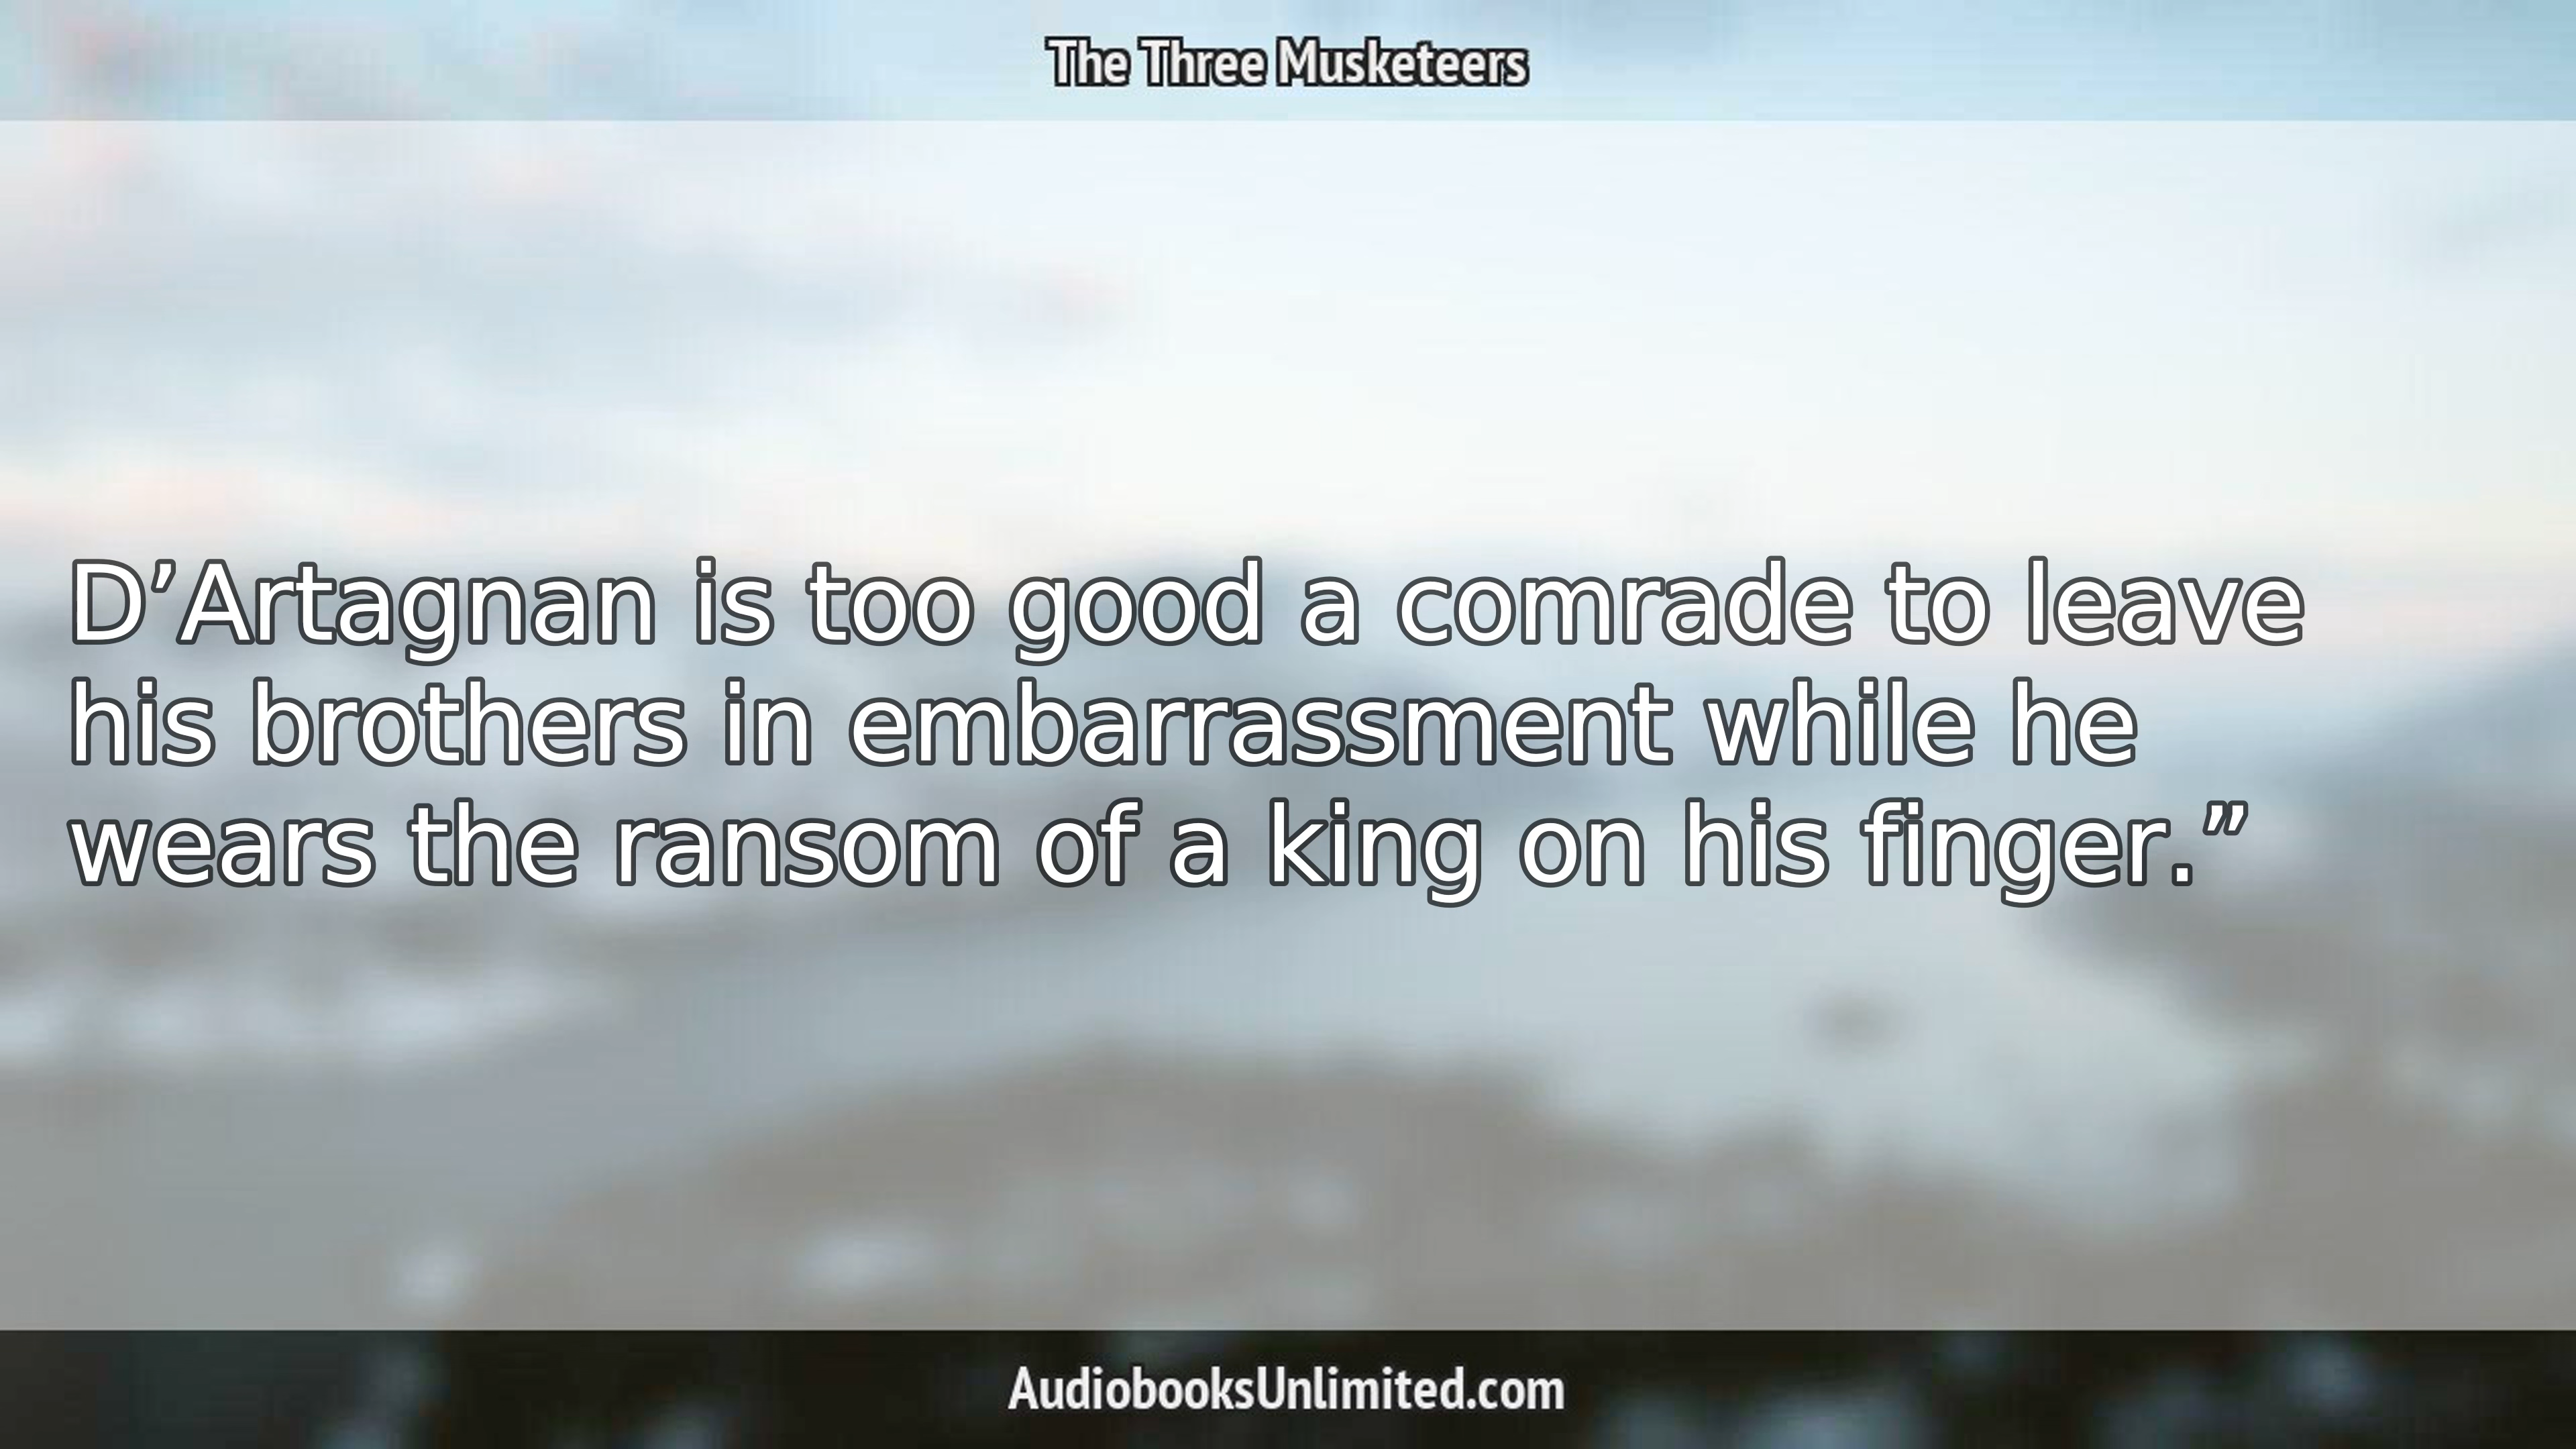 The Three Musketeers
D’Artagnan is too good a comrade to leave
his brothers in embarrassment while he
wears the ransom of a king on his finger.”
AudiobooksUnlimited.com